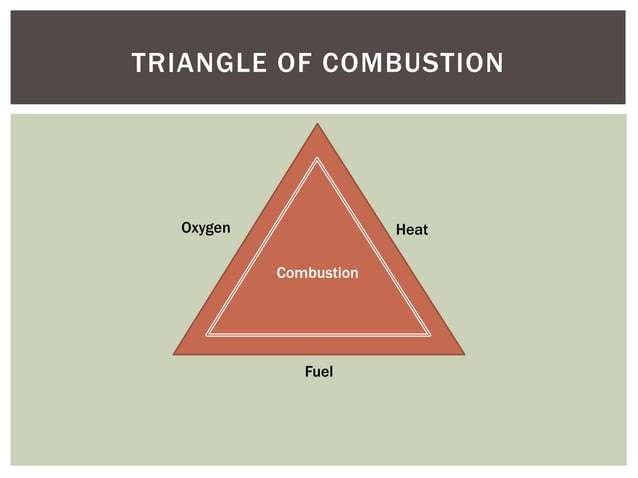 TRIANGLE OF COMBUSTION
Oxygen
Heat
Combustion
Fuel